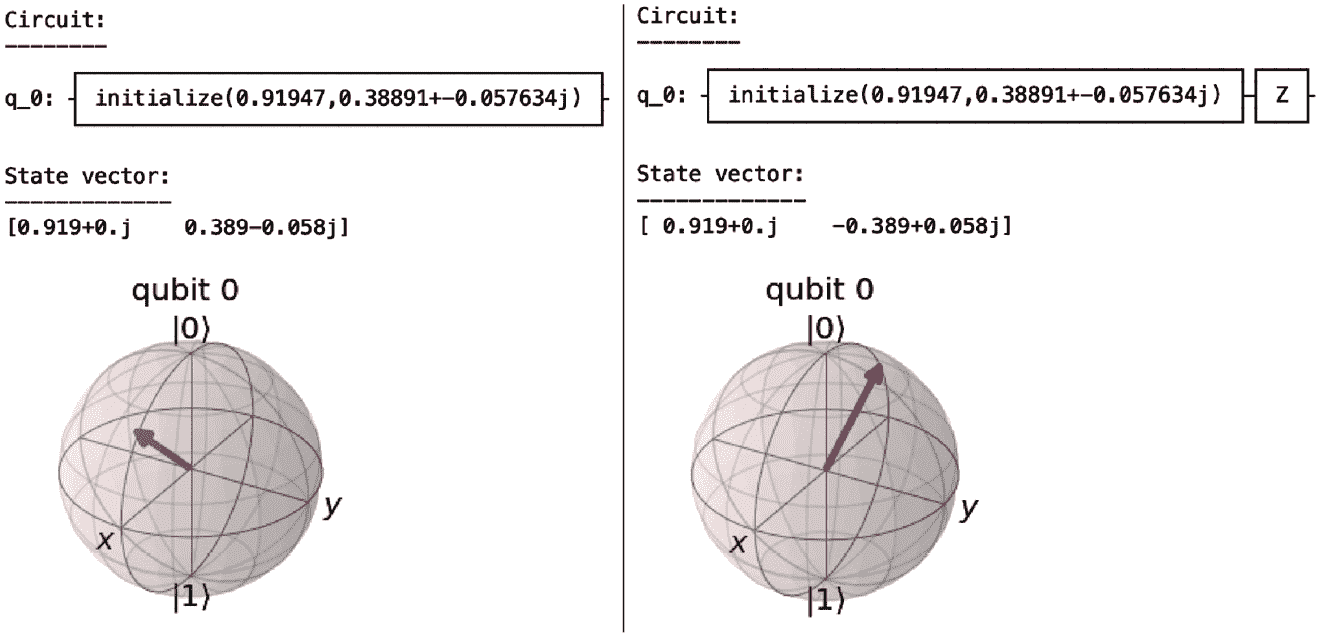 Circuit:
--------
q_0: initialize(0.91947,0.38891+-0.057634j)
State vector:
-------------
[0.919+0.j    0.389-0.058j]
qubit 0
|0⟩
x
y
|1⟩
Circuit:
--------
q_0: initialize(0.91947,0.38891+-0.057634j) Z
State vector:
-------------
[ 0.919+0.j    -0.389+0.058j]
qubit 0
|0⟩
x
y
|1⟩